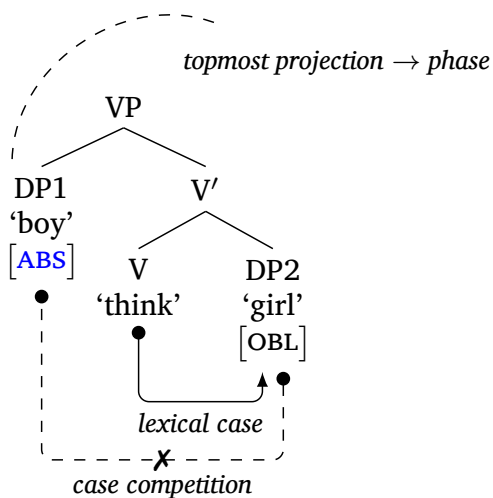 topmost projection → phase
VP
DP1
‘boy’
[ABS]
V′
V
‘think’
DP2
‘girl’
[OBL]
lexical case
✗
case competition